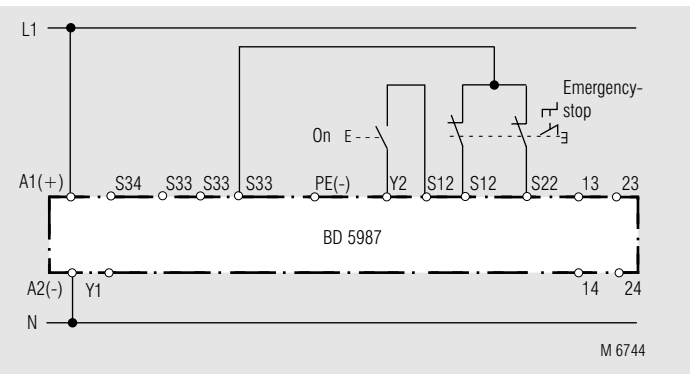 L1
Emergency-
stop
On E
A1(+) S34 S33 S33 S33 PE(-) Y2 S12 S12 S22 13 23
BD 5987
A2(-) Y1 14 24
N
M 6744